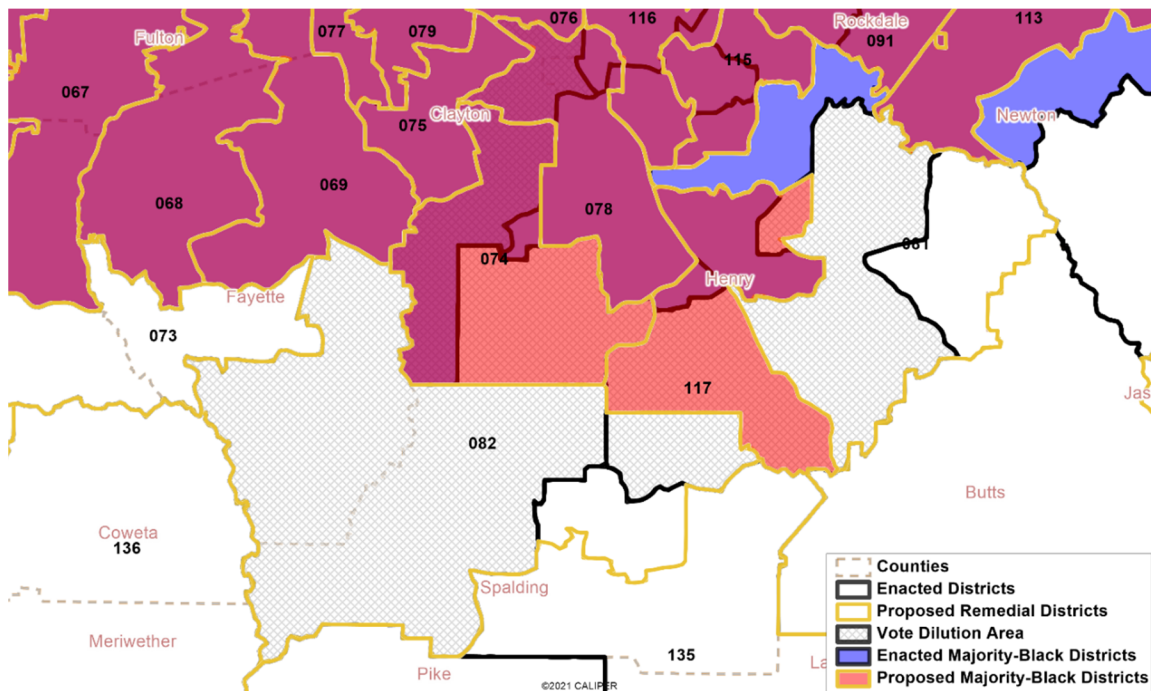 076
116
Rockdale
113
Fulton
077
079
091
115
067
Clayton
Newton
075
068
069
078
081
074
Henry
Fayette
073
Jas
117
082
Butts
Coweta
136
Spalding
Meriwether
135
Pike
La
©2021 CALIPER
Counties
Enacted Districts
Proposed Remedial Districts
Vote Dilution Area
Enacted Majority-Black Districts
Proposed Majority-Black Districts